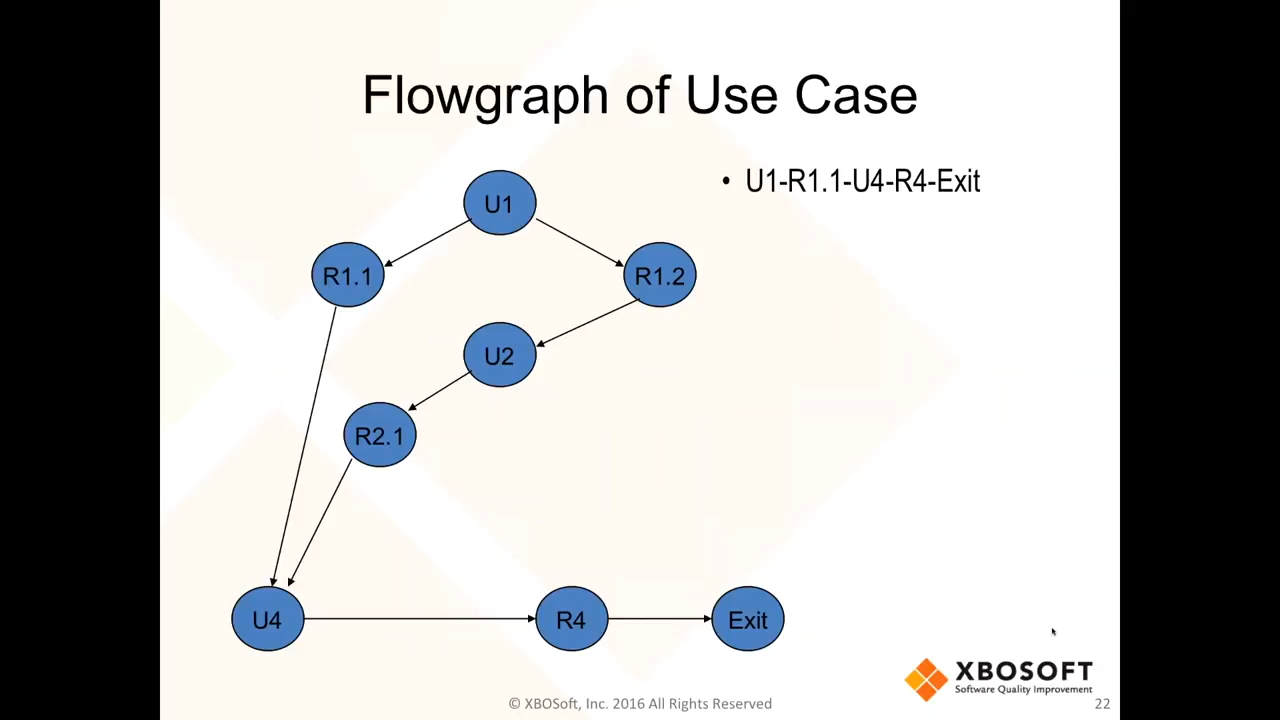 Flowgraph of Use Case
• U1-R1.1-U4-R4-Exit
U1
R1.1
R1.2
U2
R2.1
U4
R4
Exit
XBOSOFT
Software Quality Improvement
© XBOSoft, Inc. 2016 All Rights Reserved
22